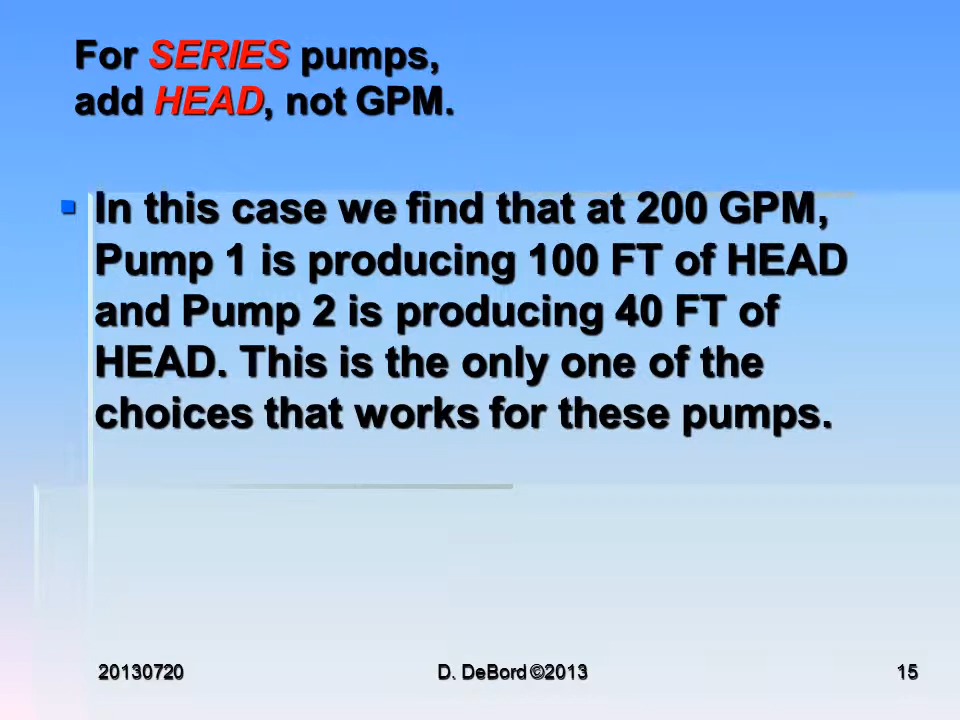 For SERIES pumps,
add HEAD, not GPM.
In this case we find that at 200 GPM,
Pump 1 is producing 100 FT of HEAD
and Pump 2 is producing 40 FT of
HEAD. This is the only one of the
choices that works for these pumps.
20130720 D. DeBord ©2013 15